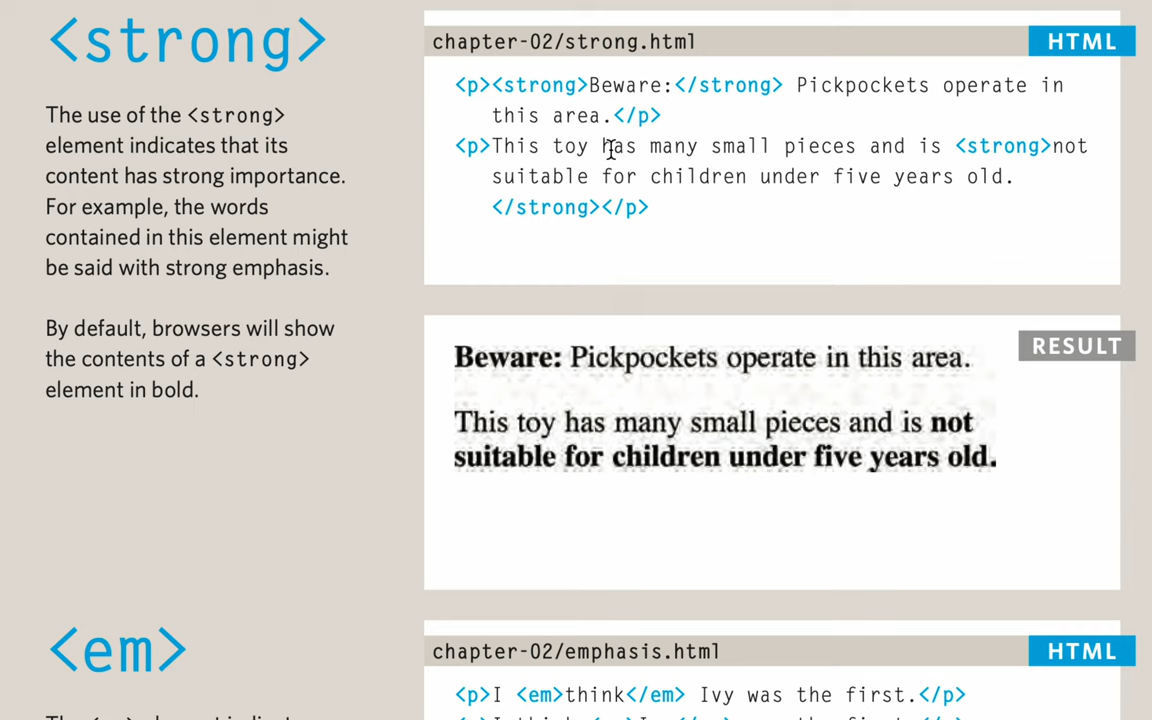 <strong>
The use of the <strong>
element indicates that its
content has strong importance.
For example, the words
contained in this element might
be said with strong emphasis.
By default, browsers will show
the contents of a <strong>
element in bold.
chapter-02/strong.html
HTML
<p><strong>Beware:</strong> Pickpockets operate in
this area.</p>
<p>This toy has many small pieces and is <strong>not
suitable for children under five years old.
</strong></p>
RESULT
Beware: Pickpockets operate in this area.
This toy has many small pieces and is not
suitable for children under five years old.
<em>
chapter-02/emphasis.html
HTML
<p>I <em>think</em> Ivy was the first.</p>